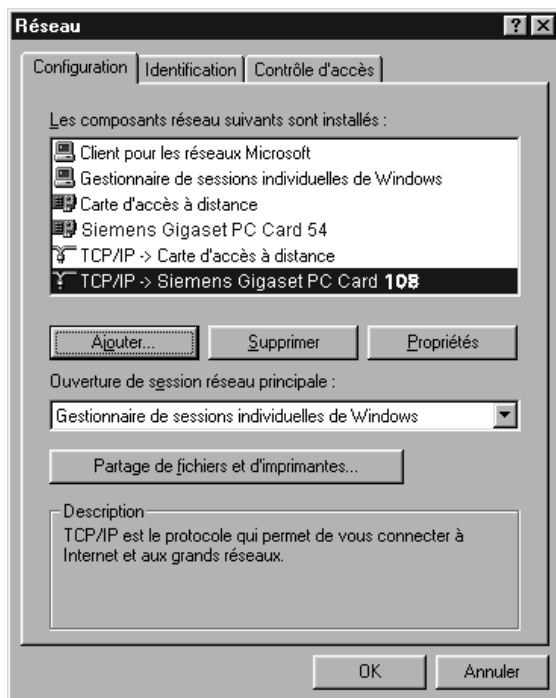 Réseau
Configuration Identification Contrôle d'accès
Les composants réseau suivants sont installés :
Client pour les réseaux Microsoft
Gestionnaire de sessions individuelles de Windows
Carte d'accès à distance
Siemens Gigaset PC Card 54
TCP/IP -> Carte d'accès à distance
TCP/IP -> Siemens Gigaset PC Card 108
Ajouter... Supprimer Propriétés
Ouverture de session réseau principale :
Gestionnaire de sessions individuelles de Windows
Partage de fichiers et d'imprimantes...
Description
TCP/IP est le protocole qui permet de vous connecter à
Internet et aux grands réseaux.
OK Annuler